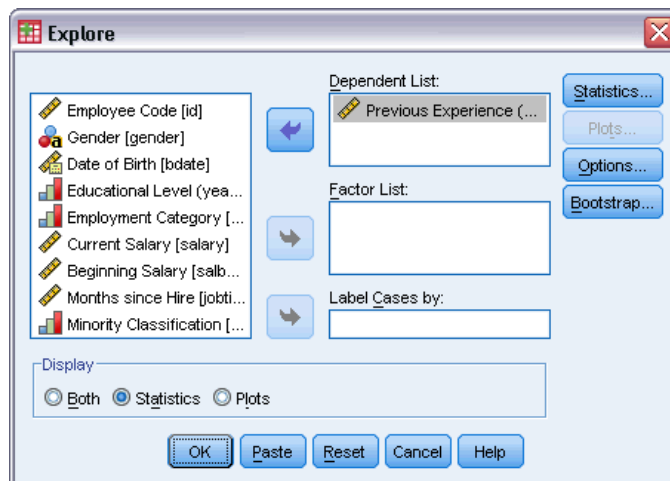 Explore
Employee Code [id]
Gender [gender]
Date of Birth [bdate]
Educational Level (yea...
Employment Category [...
Current Salary [salary]
Beginning Salary [salb...
Months since Hire [jobti...
Minority Classification [...
Dependent List:
Previous Experience (...
Factor List:
Label Cases by:
Statistics...
Plots...
Options...
Bootstrap...
Display
Both Statistics Plots
OK Paste Reset Cancel Help